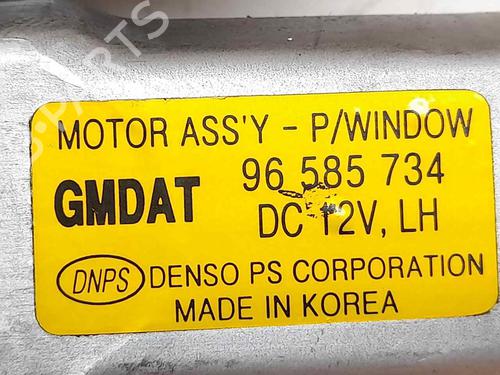 MOTOR ASS'Y - P/WINDOW
GMDAT 96 585 734
DC 12V, LH
DNPS DENSO PS CORPORATION
MADE IN KOREA